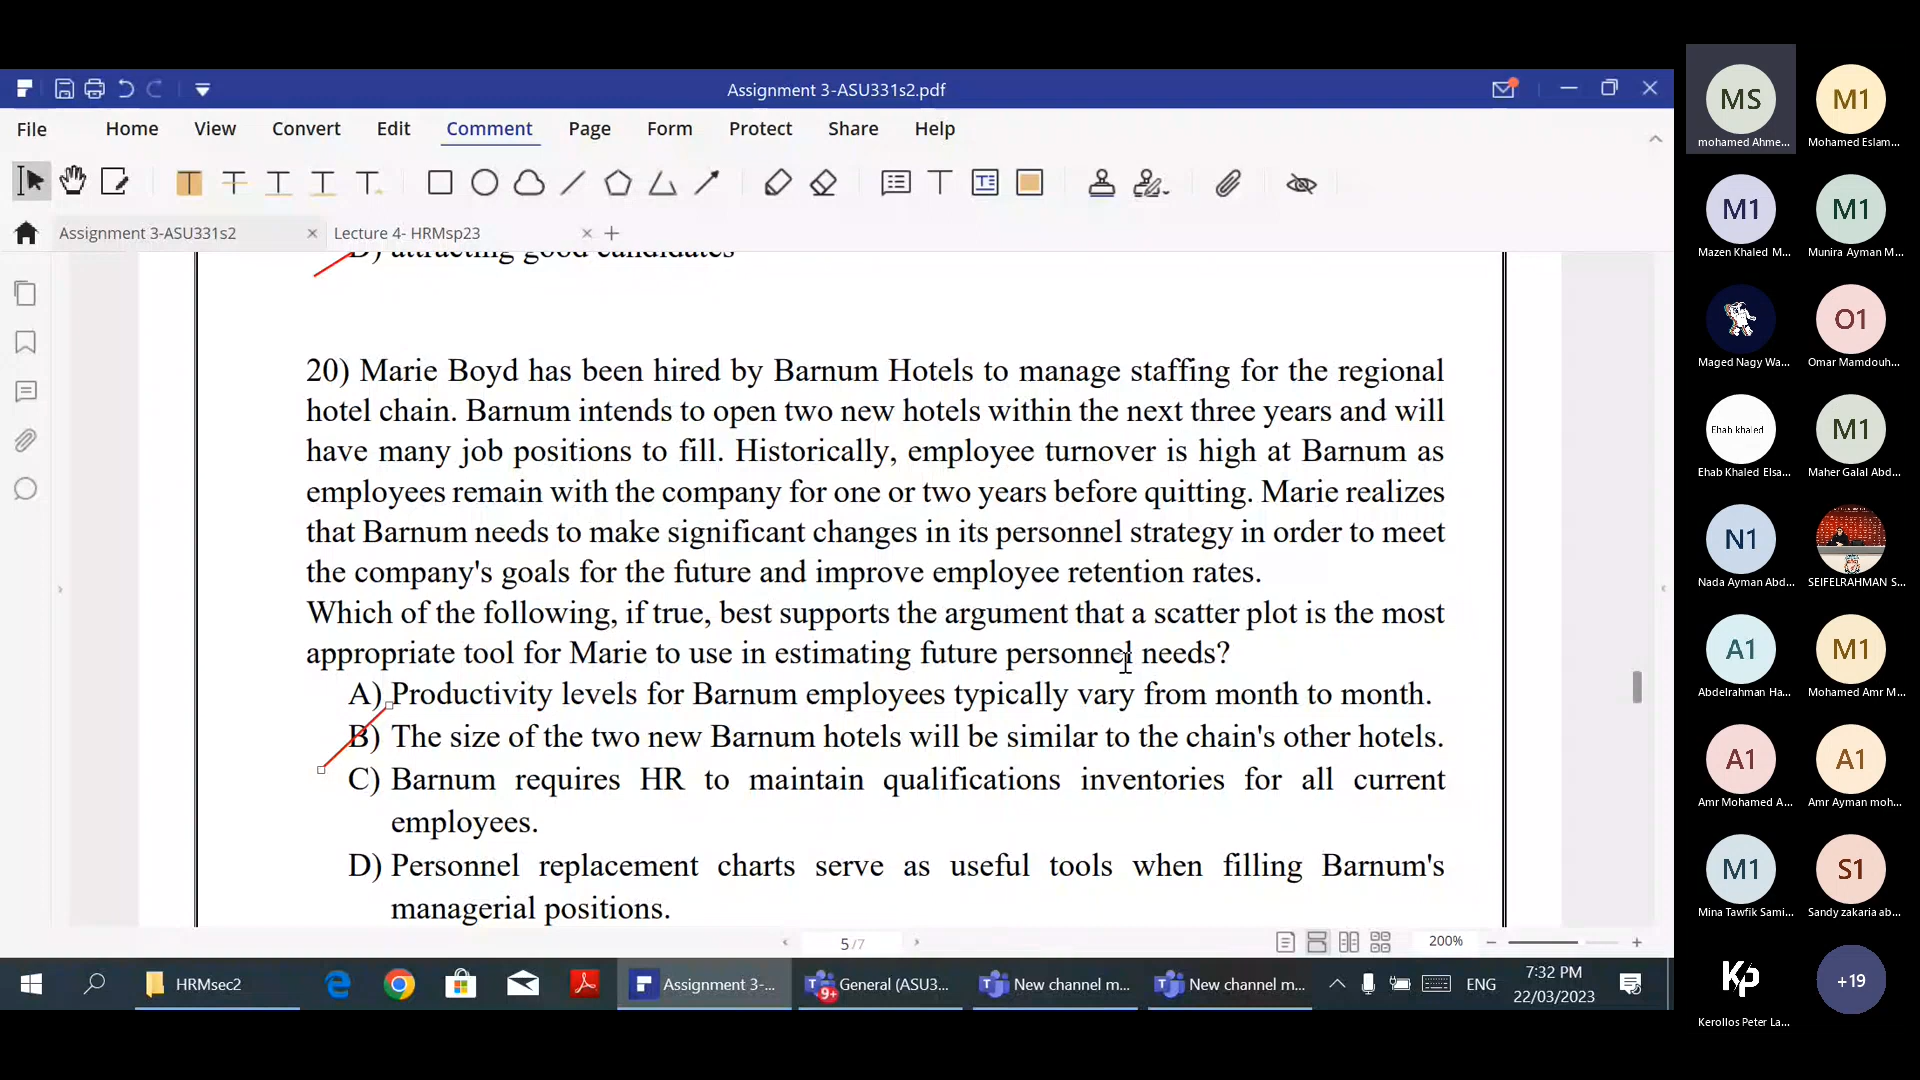 Assignment 3-ASU331s2.pdf
File Home View Convert Edit Comment Page Form Protect Share Help
Assignment 3-ASU331s2
Lecture 4- HRMsp23
D) attracting good candidates
20) Marie Boyd has been hired by Barnum Hotels to manage staffing for the regional
hotel chain. Barnum intends to open two new hotels within the next three years and will
have many job positions to fill. Historically, employee turnover is high at Barnum as
employees remain with the company for one or two years before quitting. Marie realizes
that Barnum needs to make significant changes in its personnel strategy in order to meet
the company's goals for the future and improve employee retention rates.
Which of the following, if true, best supports the argument that a scatter plot is the most
appropriate tool for Marie to use in estimating future personnel needs?
A) Productivity levels for Barnum employees typically vary from month to month.
B) The size of the two new Barnum hotels will be similar to the chain's other hotels.
C) Barnum requires HR to maintain qualifications inventories for all current
employees.
D) Personnel replacement charts serve as useful tools when filling Barnum's
managerial positions.
5 /7
200%
HRMsec2
Assignment 3-...
9+
General (ASU3...
New channel m...
New channel m...
ENG
7:32 PM
22/03/2023
MS
mohamed Ahme...
M1
Mohamed Eslam...
M1
Mazen Khaled M...
M1
Munira Ayman M...
Maged Nagy Wa...
O1
Omar Mamdouh...
Ehab khaled
Ehab Khaled Elsa...
M1
Maher Galal Abd...
N1
Nada Ayman Abd...
SEIFELRAHMAN S...
A1
Abdelrahman Ha...
M1
Mohamed Amr M...
A1
Amr Mohamed A...
A1
Amr Ayman moh...
M1
Mina Tawfik Sami...
S1
Sandy zakaria ab...
Kp
Kerollos Peter La...
+19